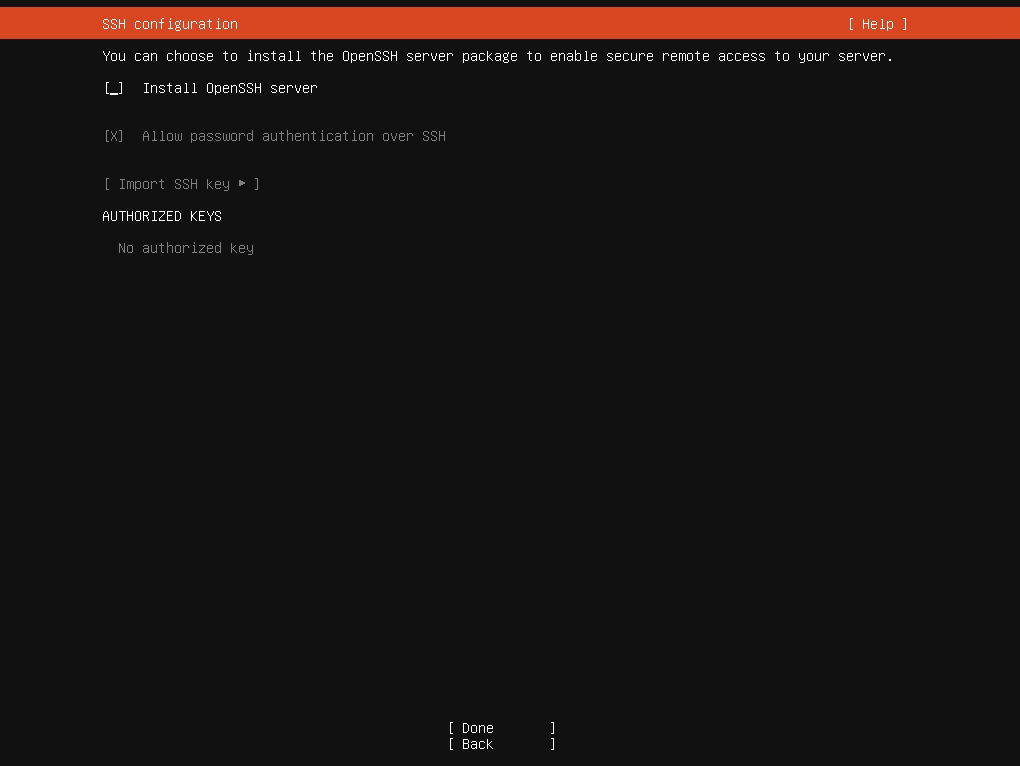 SSH configuration [ Help ]
You can choose to install the OpenSSH server package to enable secure remote access to your server.
[_] Install OpenSSH server
[X] Allow password authentication over SSH
[ Import SSH key ▸ ]
AUTHORIZED KEYS
No authorized key
[ Done ]
[ Back ]